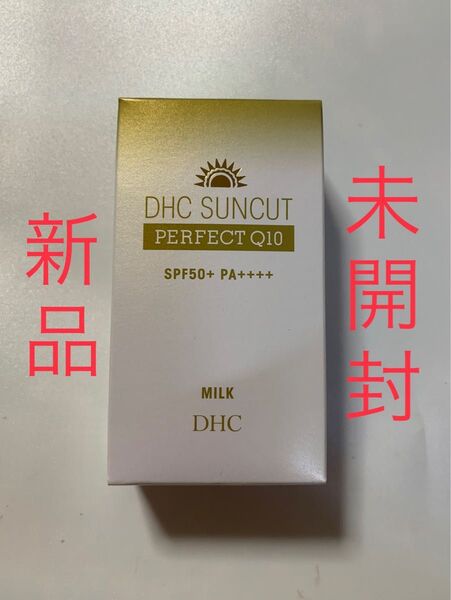 新品
未開封
DHC SUNCUT
PERFECT Q10
SPF50+ PA++++
MILK
DHC